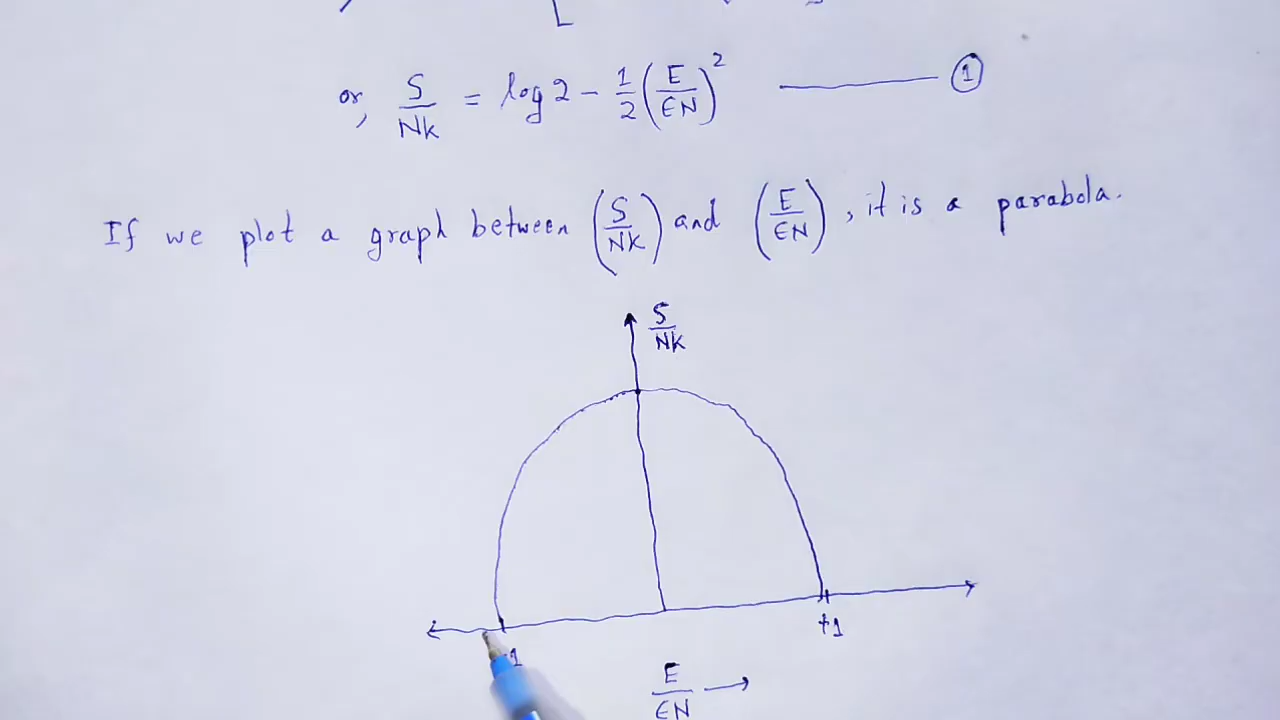 or, S/Nk = log 2 - 1/2 (E/ϵN)² ——— ①
If we plot a graph between (S/Nk) and (E/ϵN), it is a parabola.
S/Nk
-1
+1
E/ϵN →